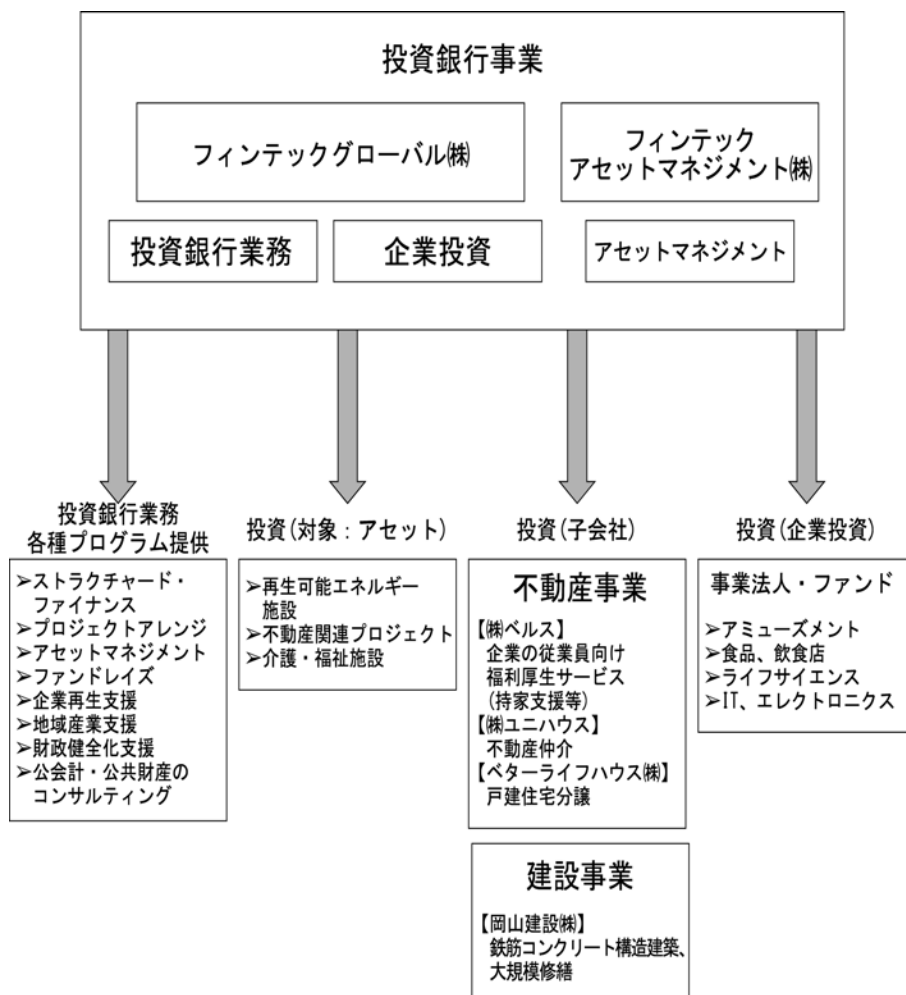 投資銀行事業
フィンテックグローバル㈱
フィンテック
アセットマネジメント㈱
投資銀行業務
企業投資
アセットマネジメント
投資銀行業務
各種プログラム提供
➢ストラクチャード・
ファイナンス
➢プロジェクトアレンジ
➢アセットマネジメント
➢ファンドレイズ
➢企業再生支援
➢地域産業支援
➢財政健全化支援
➢公会計・公共財産の
コンサルティング
投資(対象：アセット)
➢再生可能エネルギー
施設
➢不動産関連プロジェクト
➢介護・福祉施設
投資(子会社)
不動産事業
【㈱ベルス】
企業の従業員向け
福利厚生サービス
(持家支援等)
【㈱ユニハウス】
不動産仲介
【ベターライフハウス㈱】
戸建住宅分譲
建設事業
【岡山建設㈱】
鉄筋コンクリート構造建築、
大規模修繕
投資(企業投資)
事業法人・ファンド
➢アミューズメント
➢食品、飲食店
➢ライフサイエンス
➢IT、エレクトロニクス